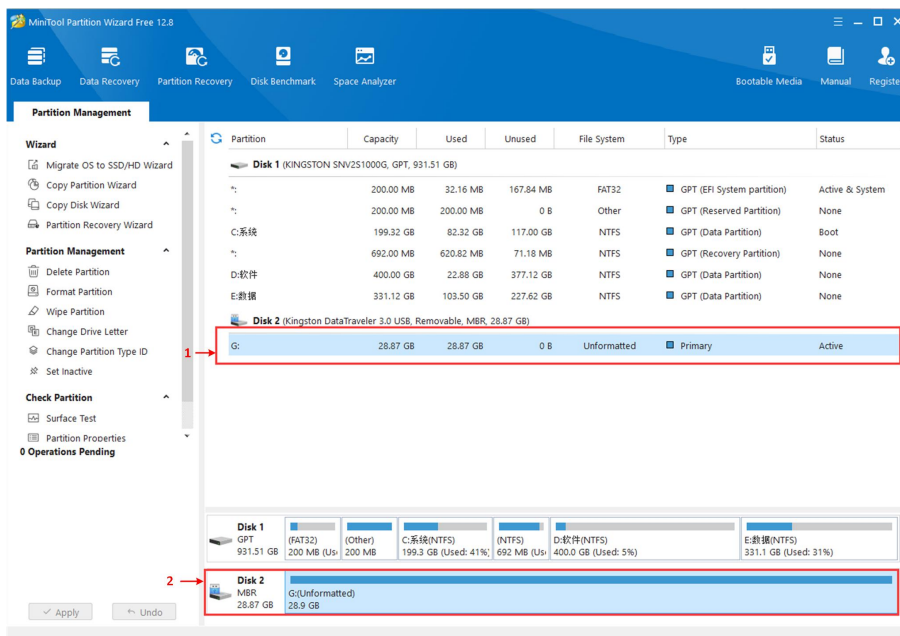 MiniTool Partition Wizard Free 12.8
Data Backup Data Recovery Partition Recovery Disk Benchmark Space Analyzer Bootable Media Manual Registe
Partition Management
Wizard
Migrate OS to SSD/HD Wizard
Copy Partition Wizard
Copy Disk Wizard
Partition Recovery Wizard
Partition Management
Delete Partition
Format Partition
Wipe Partition
Change Drive Letter
Change Partition Type ID
Set Inactive
Check Partition
Surface Test
Partition Properties
0 Operations Pending
Apply Undo
Partition Capacity Used Unused File System Type Status
Disk 1 (KINGSTON SNV2S1000G, GPT, 931.51 GB)
*: 200.00 MB 32.16 MB 167.84 MB FAT32 GPT (EFI System partition) Active & System
*: 200.00 MB 200.00 MB 0 B Other GPT (Reserved Partition) None
C:系统 199.32 GB 82.32 GB 117.00 GB NTFS GPT (Data Partition) Boot
*: 692.00 MB 620.82 MB 71.18 MB NTFS GPT (Recovery Partition) None
D:软件 400.00 GB 22.88 GB 377.12 GB NTFS GPT (Data Partition) None
E:数据 331.12 GB 103.50 GB 227.62 GB NTFS GPT (Data Partition) None
Disk 2 (Kingston DataTraveler 3.0 USB, Removable, MBR, 28.87 GB)
1
G: 28.87 GB 28.87 GB 0 B Unformatted Primary Active
Disk 1
GPT (FAT32) (Other) C:系统(NTFS) (NTFS) D:软件(NTFS) E:数据(NTFS)
931.51 GB 200 MB (Us 200 MB 199.3 GB (Used: 41% 692 MB (Us 400.0 GB (Used: 5%) 331.1 GB (Used: 31%)
2
Disk 2
MBR G:(Unformatted)
28.87 GB 28.9 GB